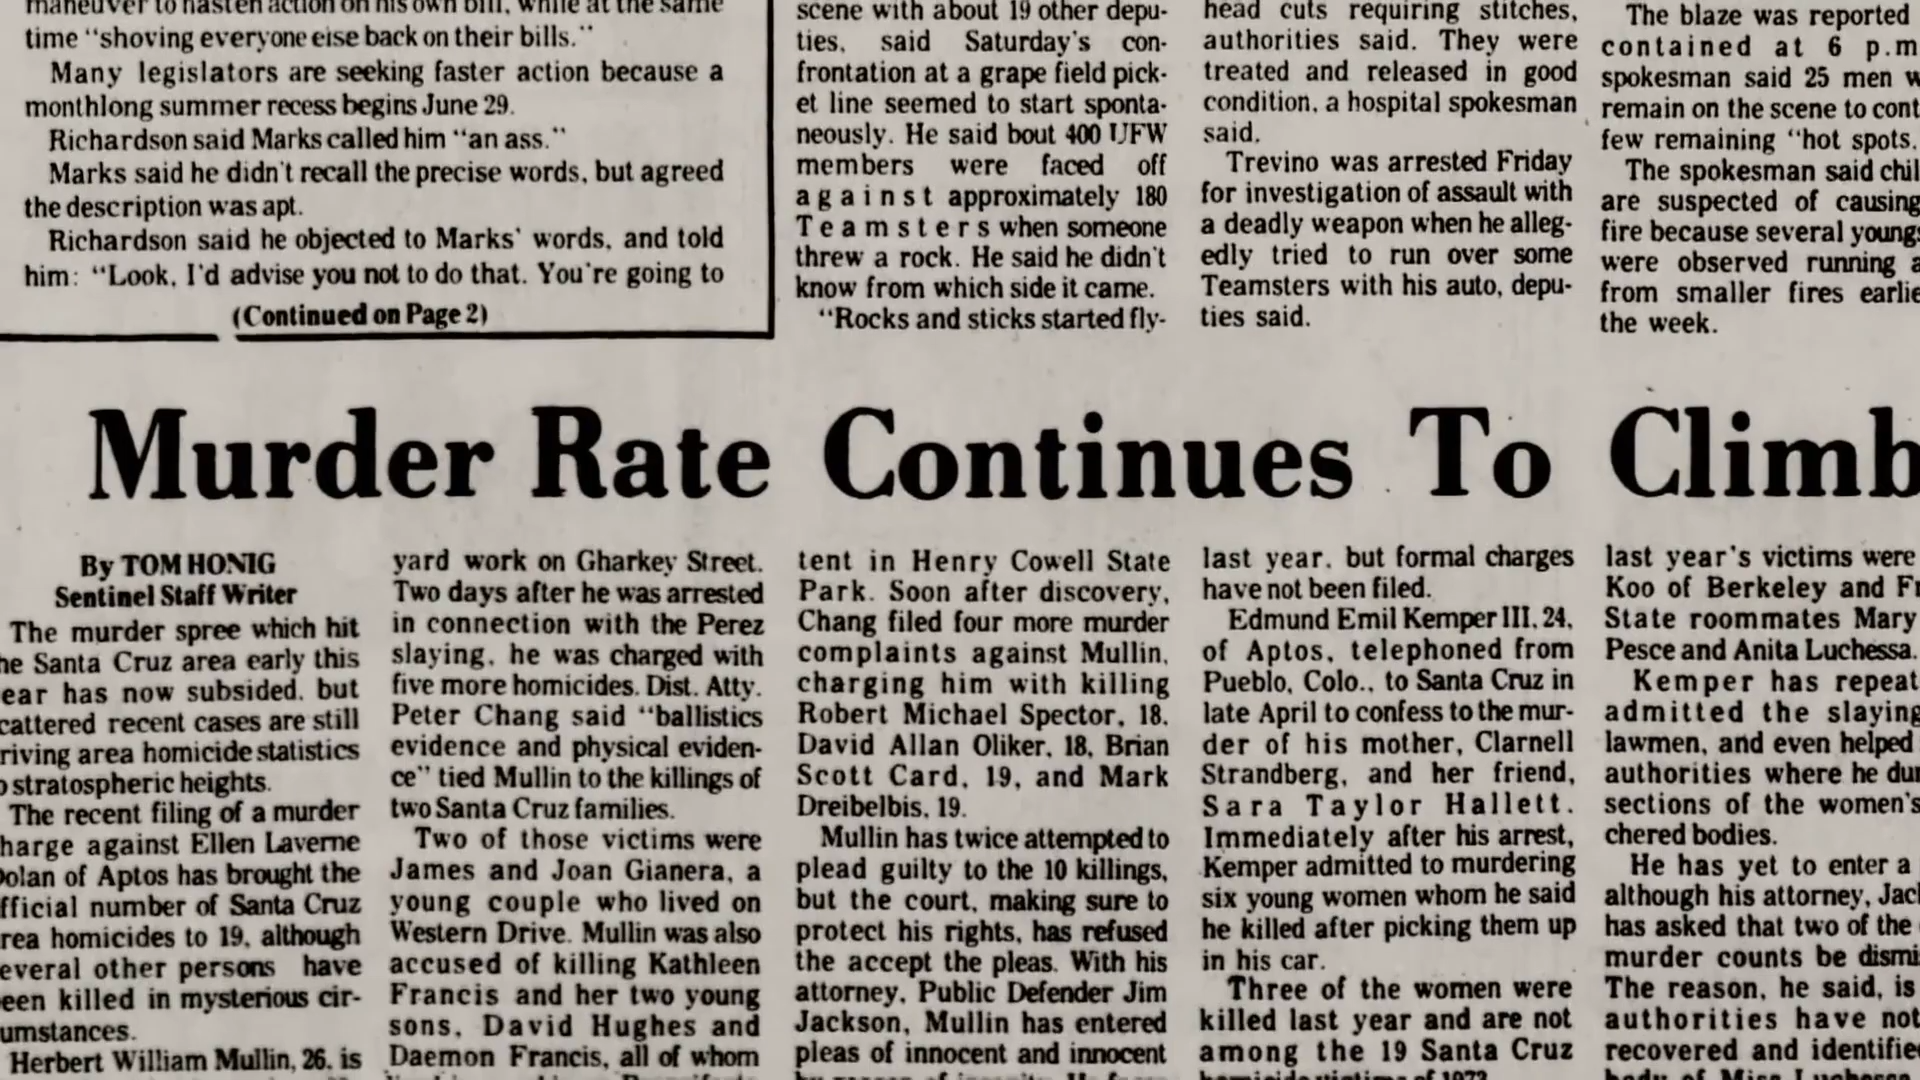 maneuver to hasten action on his own bill, while at the same
time "shoving everyone eise back on their bills."
Many legislators are seeking faster action because a
monthlong summer recess begins June 29.
Richardson said Marks called him "an ass."
Marks said he didn't recall the precise words, but agreed
the description was apt.
Richardson said he objected to Marks' words, and told
him: "Look, I'd advise you not to do that. You're going to
(Continued on Page 2)
scene with about 19 other depu-
ties, said Saturday's con-
frontation at a grape field pick-
et line seemed to start sponta-
neously. He said bout 400 UFW
members were faced off
against approximately 180
Teamsters when someone
threw a rock. He said he didn't
know from which side it came.
"Rocks and sticks started fly-
head cuts requiring stitches,
authorities said. They were
treated and released in good
condition, a hospital spokesman
said.
Trevino was arrested Friday
for investigation of assault with
a deadly weapon when he alleg-
edly tried to run over some
Teamsters with his auto, depu-
ties said.
The blaze was reported
contained at 6 p.m
spokesman said 25 men w
remain on the scene to cont
few remaining "hot spots.
The spokesman said chil
are suspected of causing
fire because several youngs
were observed running a
from smaller fires earlie
the week.
Murder Rate Continues To Climb
By TOM HONIG
Sentinel Staff Writer
The murder spree which hit
he Santa Cruz area early this
ear has now subsided, but
cattered recent cases are still
riving area homicide statistics
o stratospheric heights.
The recent filing of a murder
harge against Ellen Laverne
Dolan of Aptos has brought the
fficial number of Santa Cruz
rea homicides to 19, although
everal other persons have
een killed in mysterious cir-
umstances.
Herbert William Mullin, 26, is
yard work on Gharkey Street.
Two days after he was arrested
in connection with the Perez
slaying, he was charged with
five more homicides. Dist. Atty.
Peter Chang said "ballistics
evidence and physical eviden-
ce" tied Mullin to the killings of
two Santa Cruz families.
Two of those victims were
James and Joan Gianera, a
young couple who lived on
Western Drive. Mullin was also
accused of killing Kathleen
Francis and her two young
sons, David Hughes and
Daemon Francis, all of whom
tent in Henry Cowell State
Park. Soon after discovery,
Chang filed four more murder
complaints against Mullin,
charging him with killing
Robert Michael Spector, 18,
David Allan Oliker, 18, Brian
Scott Card, 19, and Mark
Dreibelbis, 19.
Mullin has twice attempted to
plead guilty to the 10 killings,
but the court, making sure to
protect his rights, has refused
the accept the pleas. With his
attorney, Public Defender Jim
Jackson, Mullin has entered
pleas of innocent and innocent
last year, but formal charges
have not been filed.
Edmund Emil Kemper III, 24,
of Aptos, telephoned from
Pueblo, Colo., to Santa Cruz in
late April to confess to the mur-
der of his mother, Clarnell
Strandberg, and her friend,
Sara Taylor Hallett.
Immediately after his arrest,
Kemper admitted to murdering
six young women whom he said
he killed after picking them up
in his car.
Three of the women were
killed last year and are not
among the 19 Santa Cruz
homicide victims of 1973.
last year's victims were
Koo of Berkeley and Fr
State roommates Mary
Pesce and Anita Luchessa.
Kemper has repeat
admitted the slaying
lawmen, and even helped
authorities where he dum
sections of the women's
chered bodies.
He has yet to enter a
although his attorney, Jack
has asked that two of the
murder counts be dismi
The reason, he said, is
authorities have not
recovered and identifie
body of Miss Luchessa